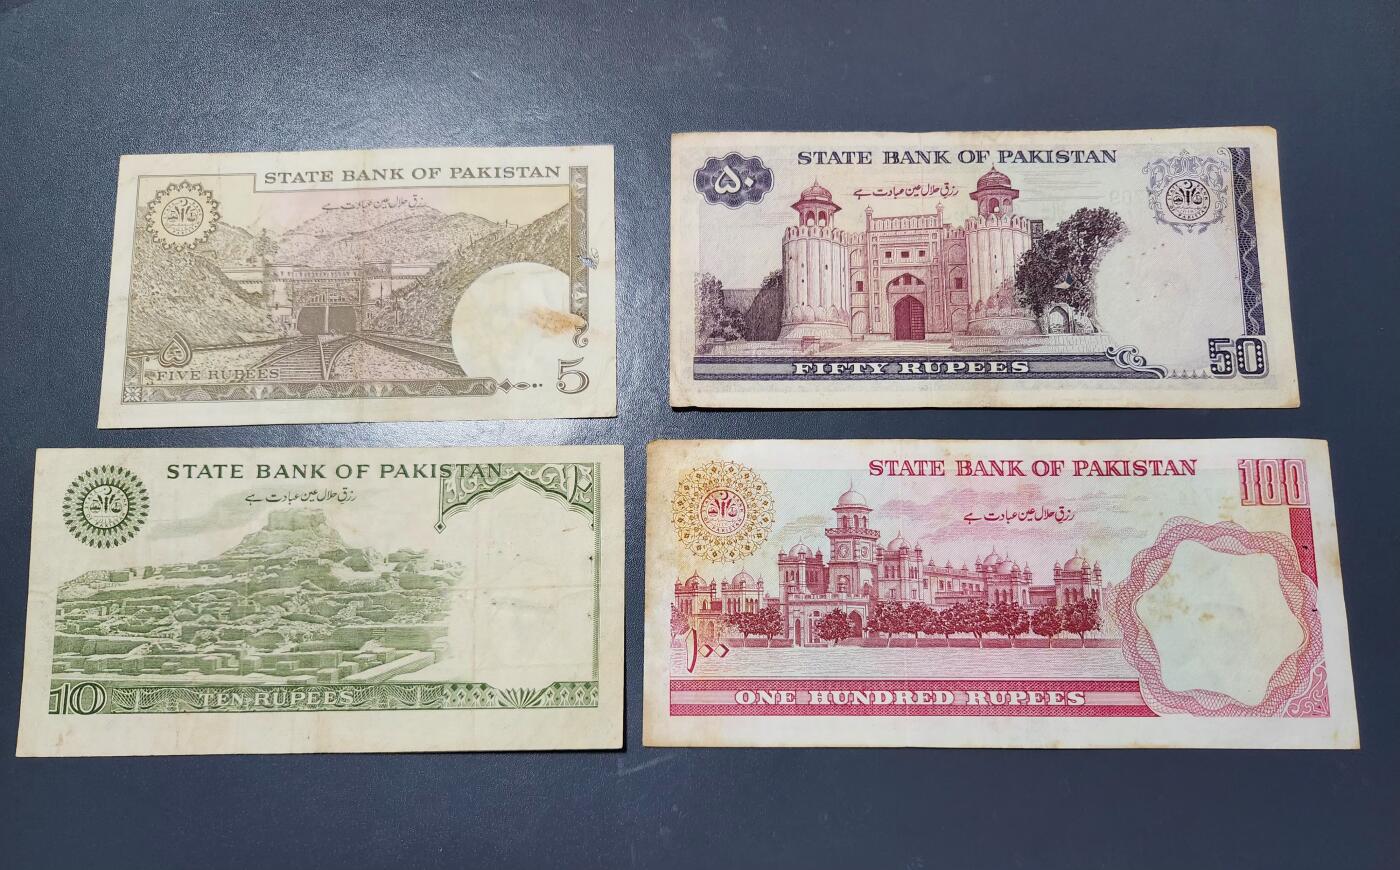 STATE BANK OF PAKISTAN
رزقِ حلال عین عبادت ہے
۵
FIVE RUPEES
5
۵۰
STATE BANK OF PAKISTAN
رزقِ حلال عین عبادت ہے
FIFTY RUPEES
50
STATE BANK OF PAKISTAN
رزقِ حلال عین عبادت ہے
۱۰
10
TEN RUPEES
STATE BANK OF PAKISTAN
100
رزقِ حلال عین عبادت ہے
۱۰۰
ONE HUNDRED RUPEES